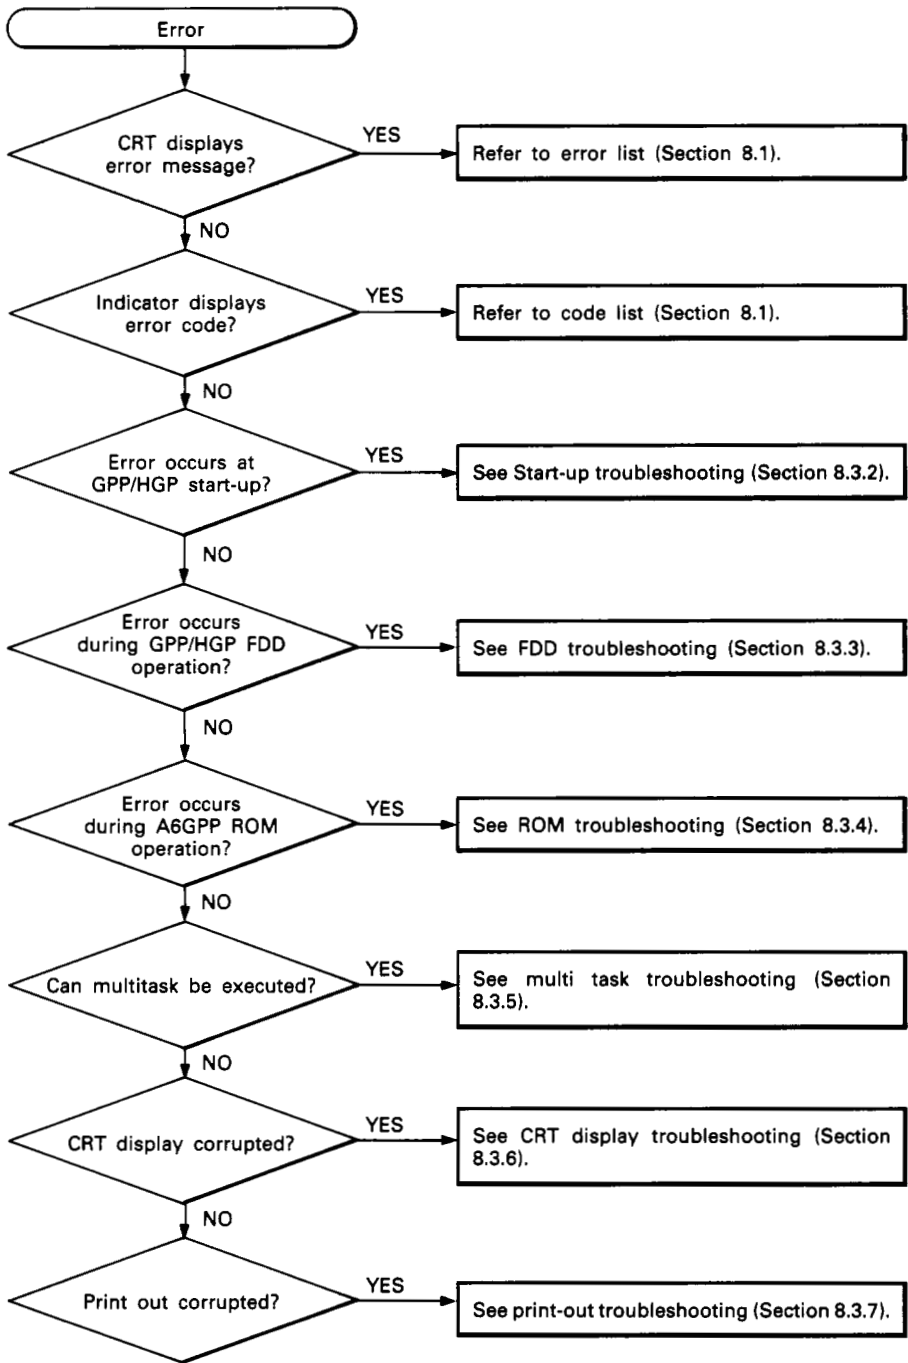 Error
CRT displays
error message?
YES
Refer to error list (Section 8.1).
NO
Indicator displays
error code?
YES
Refer to code list (Section 8.1).
NO
Error occurs at
GPP/HGP start-up?
YES
See Start-up troubleshooting (Section 8.3.2).
NO
Error occurs
during GPP/HGP FDD
operation?
YES
See FDD troubleshooting (Section 8.3.3).
NO
Error occurs
during A6GPP ROM
operation?
YES
See ROM troubleshooting (Section 8.3.4).
NO
Can multitask be executed?
YES
See multi task troubleshooting (Section
8.3.5).
NO
CRT display corrupted?
YES
See CRT display troubleshooting (Section
8.3.6).
NO
Print out corrupted?
YES
See print-out troubleshooting (Section 8.3.7).